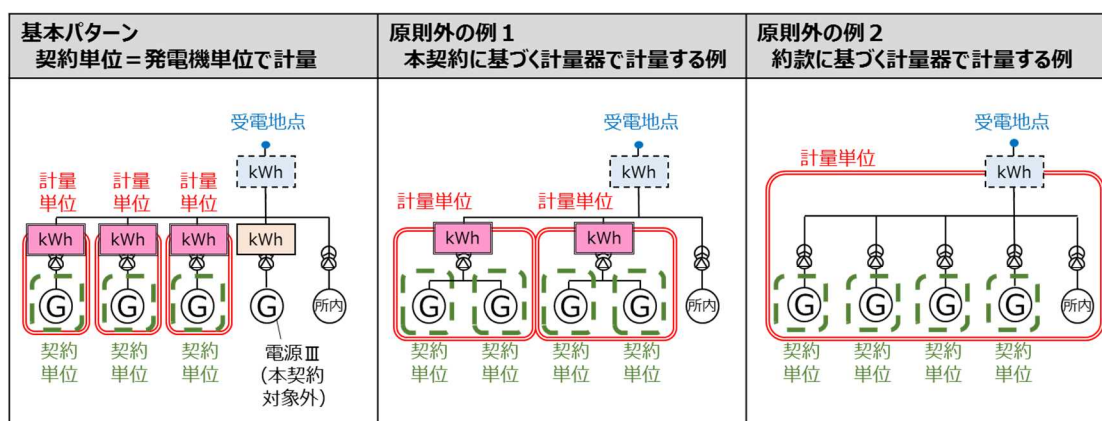 基本パターン
契約単位=発電機単位で計量
受電地点
kWh
計量
単位
計量
単位
計量
単位
kWh
kWh
kWh
kWh
G
G
G
G
所内
契約
単位
契約
単位
契約
単位
電源Ⅲ
(本契約
対象外)
原則外の例1
本契約に基づく計量器で計量する例
受電地点
kWh
計量単位
計量単位
kWh
kWh
G
G
G
G
所内
契約
単位
契約
単位
契約
単位
契約
単位
原則外の例2
約款に基づく計量器で計量する例
受電地点
計量単位
kWh
G
G
G
G
所内
契約
単位
契約
単位
契約
単位
契約
単位